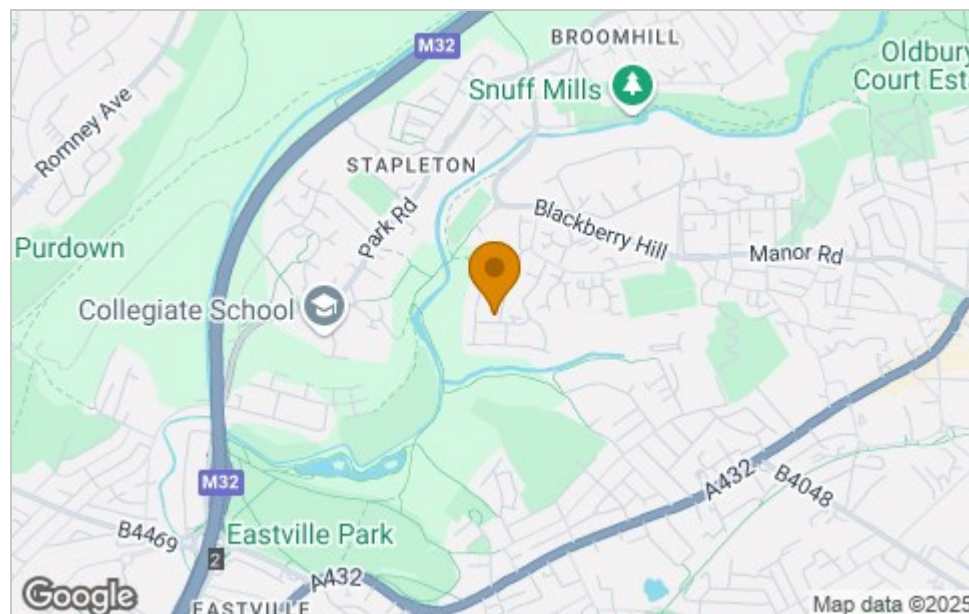 M32
BROOMHILL
Oldbury
Court Est
Snuff Mills
Romney Ave
STAPLETON
Park Rd
Blackberry Hill
Manor Rd
Purdown
Collegiate School
M32
A432
B4048
B4469
Eastville Park
2
A432
EASTVILLE
Google
Map data ©2025